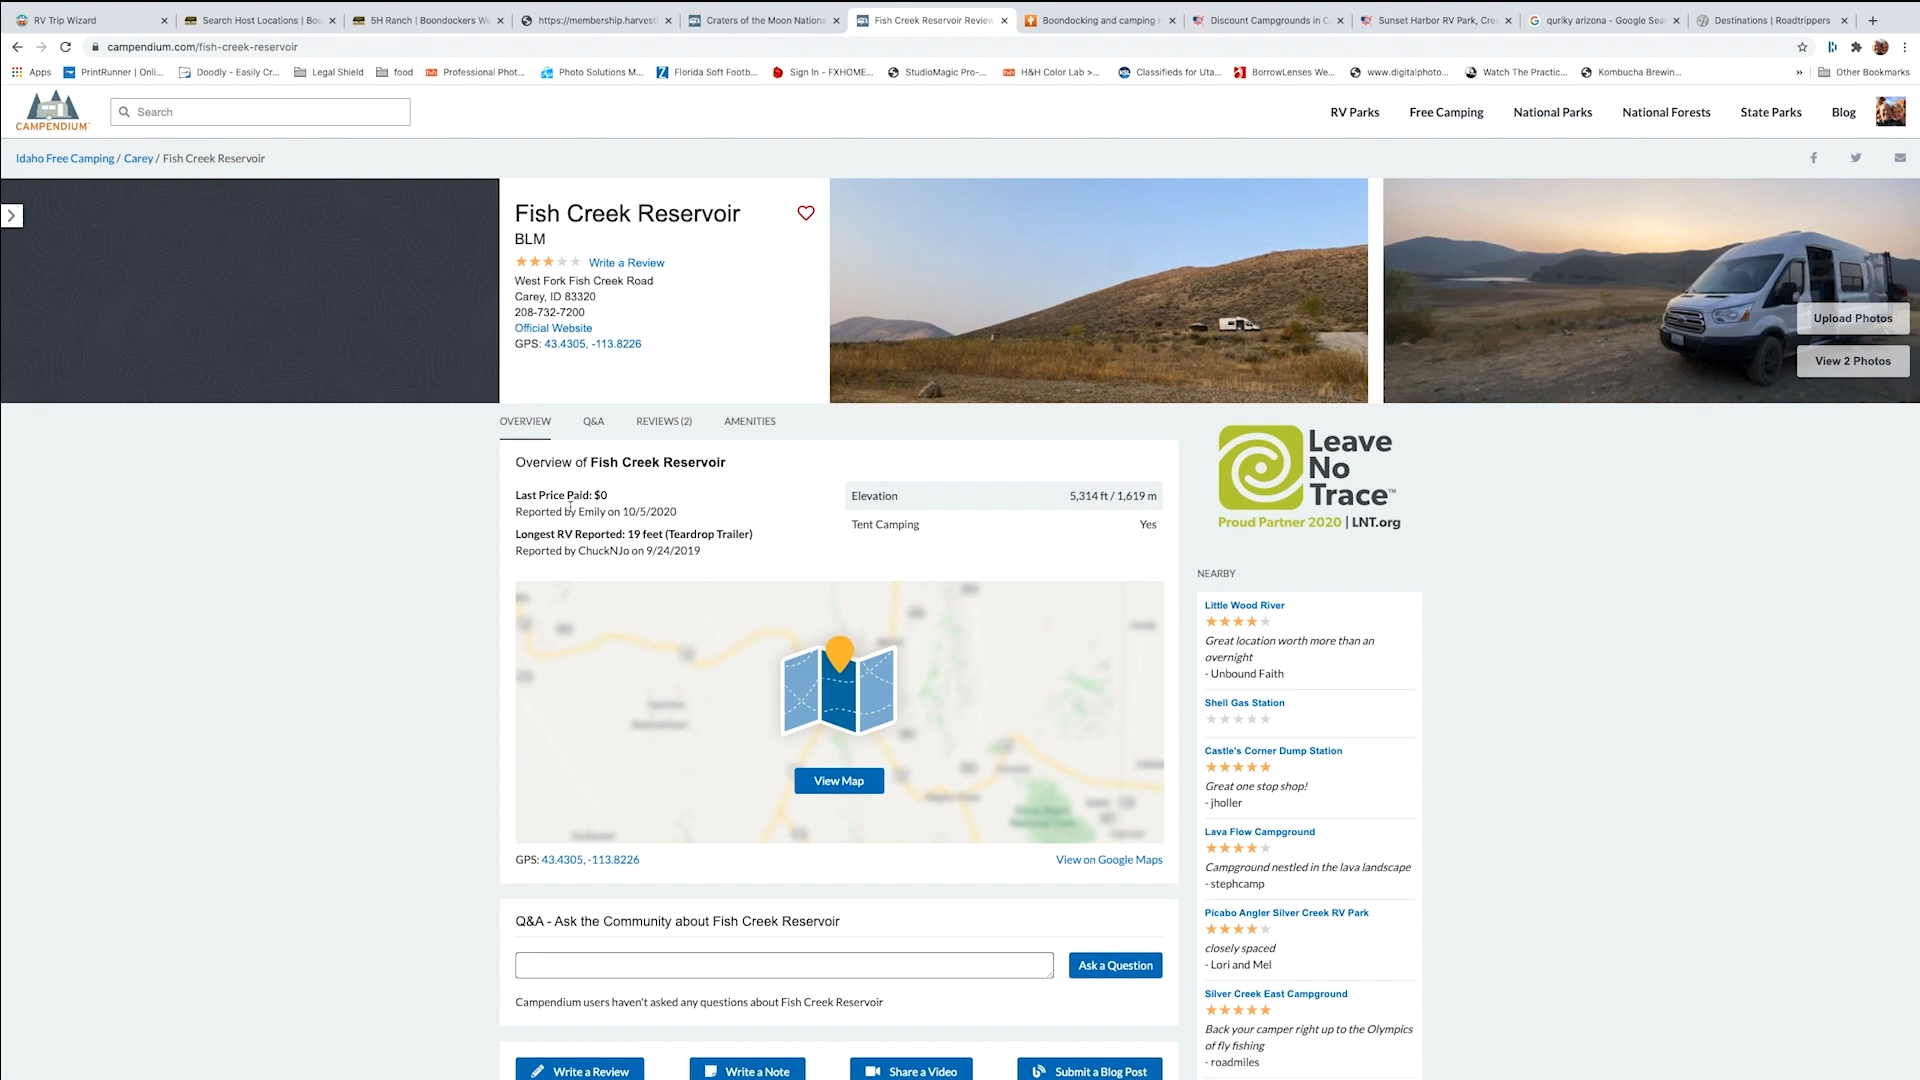 RV Trip Wizard
Search Host Locations | Boo
5H Ranch | Boondockers We
https://membership.harvest
Craters of the Moon Nationa
Fish Creek Reservoir Review
Boondocking and camping r
Discount Campgrounds in C
Sunset Harbor RV Park, Cre
quriky arizona - Google Sea
Destinations | Roadtrippers
campendium.com/fish-creek-reservoir
Apps
PrintRunner | Onli...
Doodly - Easily Cr...
Legal Shield
food
Professional Phot...
Photo Solutions M...
Florida Soft Footb...
Sign In - FXHOME...
StudioMagic Pro-...
H&H Color Lab >...
Classifieds for Uta...
BorrowLenses We...
www.digitalphoto...
Watch The Practic...
Kombucha Brewin...
Other Bookmarks
CAMPENDIUM
Search
RV Parks
Free Camping
National Parks
National Forests
State Parks
Blog
Idaho Free Camping / Carey / Fish Creek Reservoir
Fish Creek Reservoir
BLM
Write a Review
West Fork Fish Creek Road
Carey, ID 83320
208-732-7200
Official Website
GPS: 43.4305, -113.8226
Upload Photos
View 2 Photos
OVERVIEW
Q&A
REVIEWS (2)
AMENITIES
Overview of Fish Creek Reservoir
Last Price Paid: $0
Reported by Emily on 10/5/2020
Longest RV Reported: 19 feet (Teardrop Trailer)
Reported by ChuckNJo on 9/24/2019
Elevation 5,314 ft / 1,619 m
Tent Camping Yes
View Map
GPS: 43.4305, -113.8226
View on Google Maps
Q&A - Ask the Community about Fish Creek Reservoir
Ask a Question
Campendium users haven't asked any questions about Fish Creek Reservoir
Write a Review
Write a Note
Share a Video
Submit a Blog Post
Leave
No
Trace™
Proud Partner 2020 | LNT.org
NEARBY
Little Wood River
Great location worth more than an
overnight
- Unbound Faith
Shell Gas Station
Castle's Corner Dump Station
Great one stop shop!
- jholler
Lava Flow Campground
Campground nestled in the lava landscape
- stephcamp
Picabo Angler Silver Creek RV Park
closely spaced
- Lori and Mel
Silver Creek East Campground
Back your camper right up to the Olympics
of fly fishing
- roadmiles